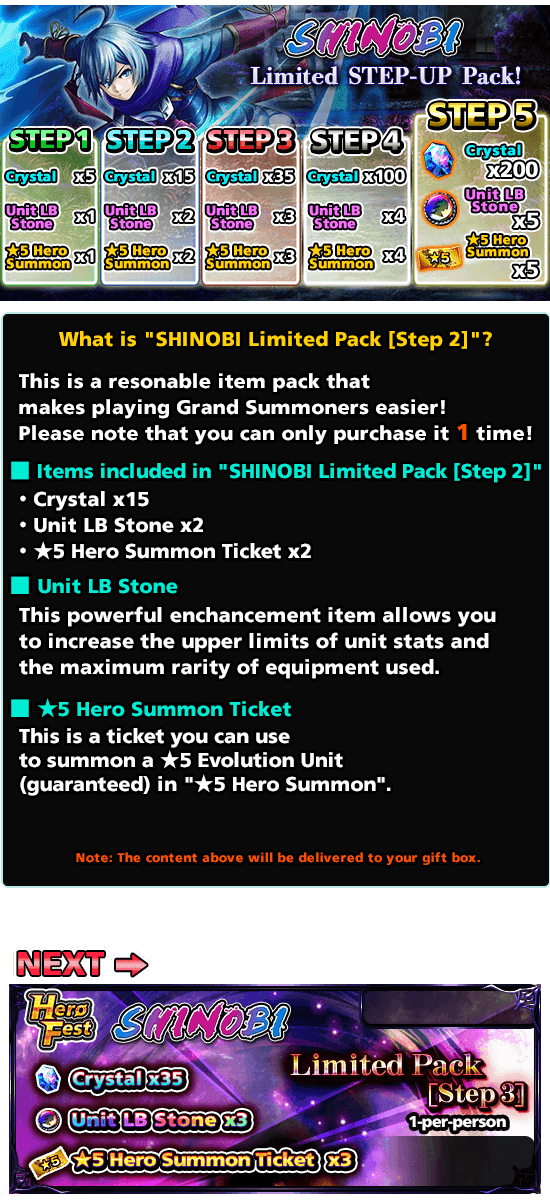 SHINOBI
Limited STEP-UP Pack!
STEP 1
Crystal x5
Unit LB Stone x1
★5 Hero Summon x1
STEP 2
Crystal x15
Unit LB Stone x2
★5 Hero Summon x2
STEP 3
Crystal x35
Unit LB Stone x3
★5 Hero Summon x3
STEP 4
Crystal x100
Unit LB Stone x4
★5 Hero Summon x4
STEP 5
Crystal x200
Unit LB Stone x5
★5
★5 Hero Summon x5
What is "SHINOBI Limited Pack [Step 2]"?
This is a resonable item pack that
makes playing Grand Summoners easier!
Please note that you can only purchase it 1 time!
■ Items included in "SHINOBI Limited Pack [Step 2]"
・Crystal x15
・Unit LB Stone x2
・★5 Hero Summon Ticket x2
■ Unit LB Stone
This powerful enchancement item allows you
to increase the upper limits of unit stats and
the maximum rarity of equipment used.
■ ★5 Hero Summon Ticket
This is a ticket you can use
to summon a ★5 Evolution Unit
(guaranteed) in "★5 Hero Summon".
Note: The content above will be delivered to your gift box.
NEXT ➡
Hero Fest
SHINOBI
Limited Pack
[Step 3]
1-per-person
Crystal x35
Unit LB Stone x3
★5
★5 Hero Summon Ticket x3